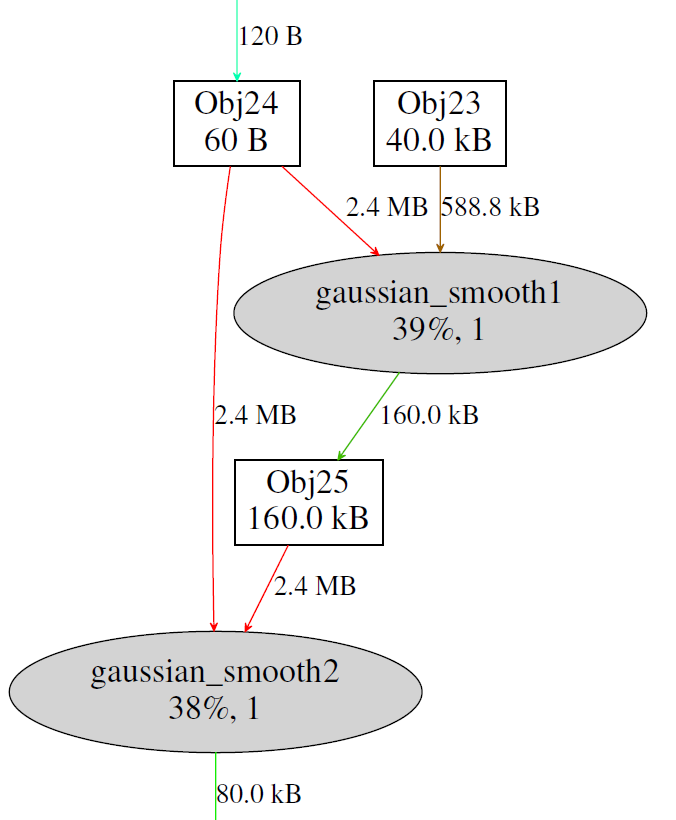 120 B
Obj24
60 B
Obj23
40.0 kB
2.4 MB
588.8 kB
gaussian_smooth1
39%, 1
2.4 MB
160.0 kB
Obj25
160.0 kB
2.4 MB
gaussian_smooth2
38%, 1
80.0 kB